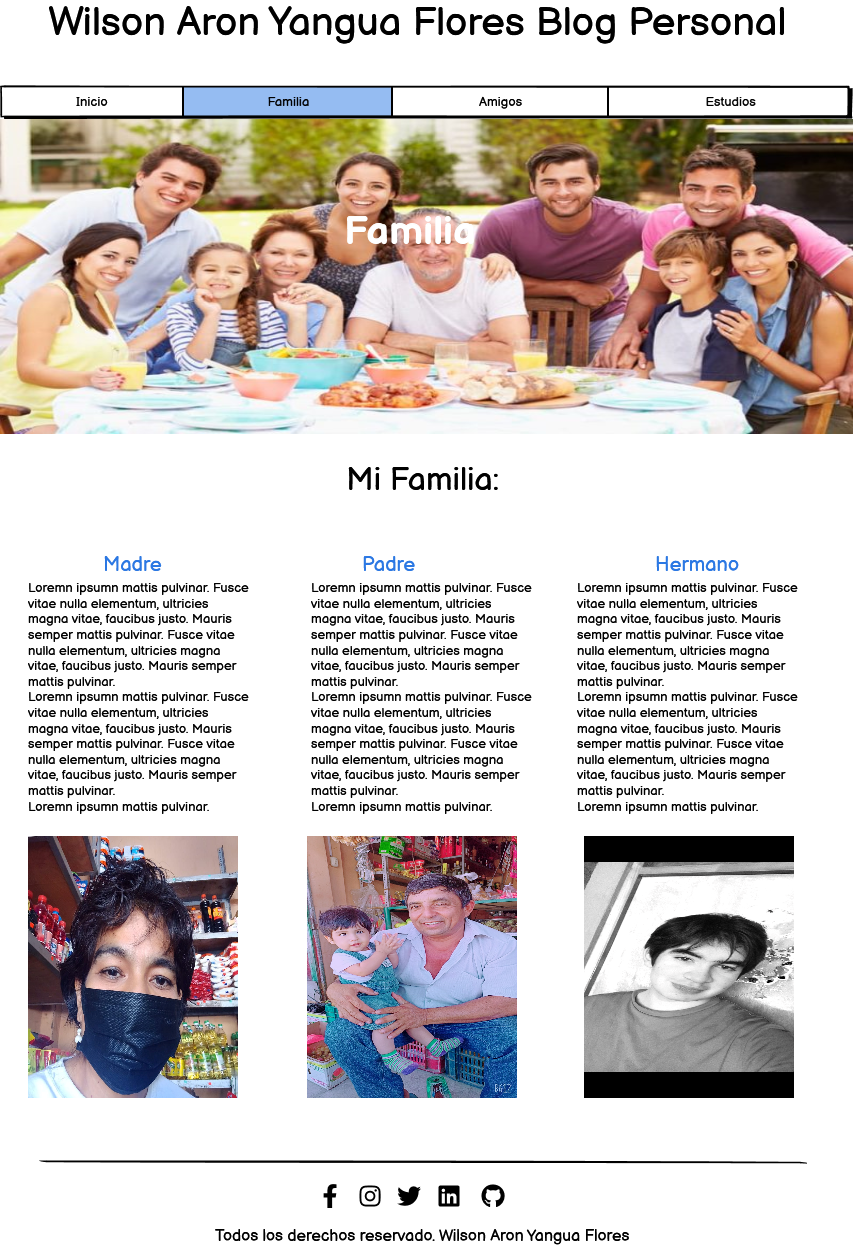 Wilson Aron Yangua Flores Blog Personal
Inicio Familia Amigos Estudios
Familia
Mi Familia:
Madre
Loremn ipsumn mattis pulvinar. Fusce
vitae nulla elementum, ultricies
magna vitae, faucibus justo. Mauris
semper mattis pulvinar. Fusce vitae
nulla elementum, ultricies magna
vitae, faucibus justo. Mauris semper
mattis pulvinar.
Loremn ipsumn mattis pulvinar. Fusce
vitae nulla elementum, ultricies
magna vitae, faucibus justo. Mauris
semper mattis pulvinar. Fusce vitae
nulla elementum, ultricies magna
vitae, faucibus justo. Mauris semper
mattis pulvinar.
Loremn ipsumn mattis pulvinar.
Padre
Loremn ipsumn mattis pulvinar. Fusce
vitae nulla elementum, ultricies
magna vitae, faucibus justo. Mauris
semper mattis pulvinar. Fusce vitae
nulla elementum, ultricies magna
vitae, faucibus justo. Mauris semper
mattis pulvinar.
Loremn ipsumn mattis pulvinar. Fusce
vitae nulla elementum, ultricies
magna vitae, faucibus justo. Mauris
semper mattis pulvinar. Fusce vitae
nulla elementum, ultricies magna
vitae, faucibus justo. Mauris semper
mattis pulvinar.
Loremn ipsumn mattis pulvinar.
Hermano
Loremn ipsumn mattis pulvinar. Fusce
vitae nulla elementum, ultricies
magna vitae, faucibus justo. Mauris
semper mattis pulvinar. Fusce vitae
nulla elementum, ultricies magna
vitae, faucibus justo. Mauris semper
mattis pulvinar.
Loremn ipsumn mattis pulvinar. Fusce
vitae nulla elementum, ultricies
magna vitae, faucibus justo. Mauris
semper mattis pulvinar. Fusce vitae
nulla elementum, ultricies magna
vitae, faucibus justo. Mauris semper
mattis pulvinar.
Loremn ipsumn mattis pulvinar.
Todos los derechos reservado. Wilson Aron Yangua Flores